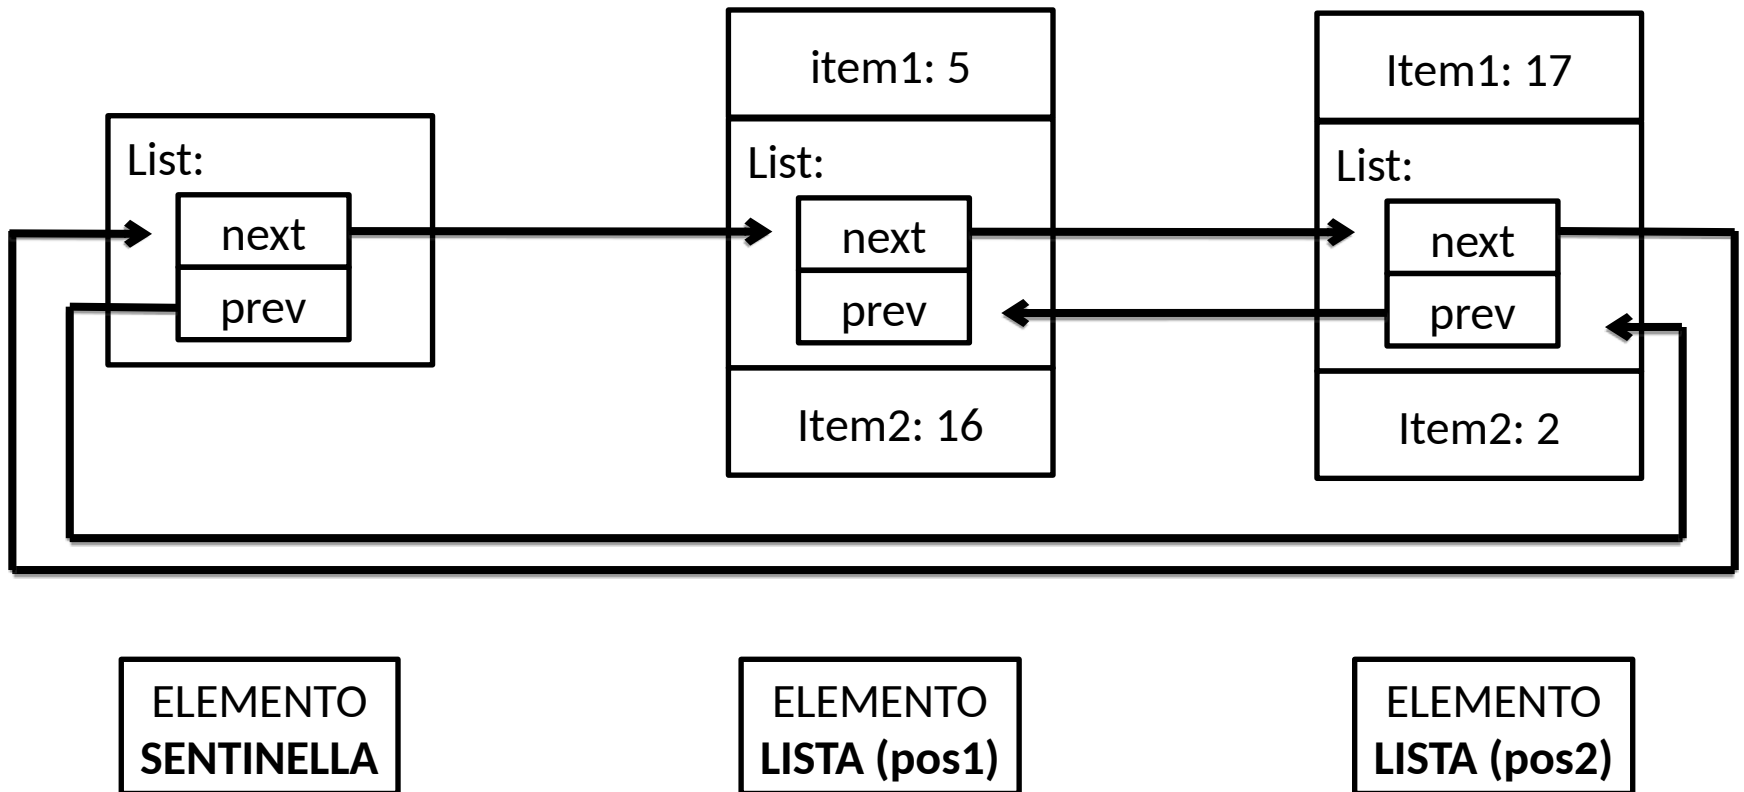 List:
next
prev
item1: 5
List:
next
prev
Item2: 16
Item1: 17
List:
next
prev
Item2: 2
ELEMENTO
SENTINELLA
ELEMENTO
LISTA (pos1)
ELEMENTO
LISTA (pos2)